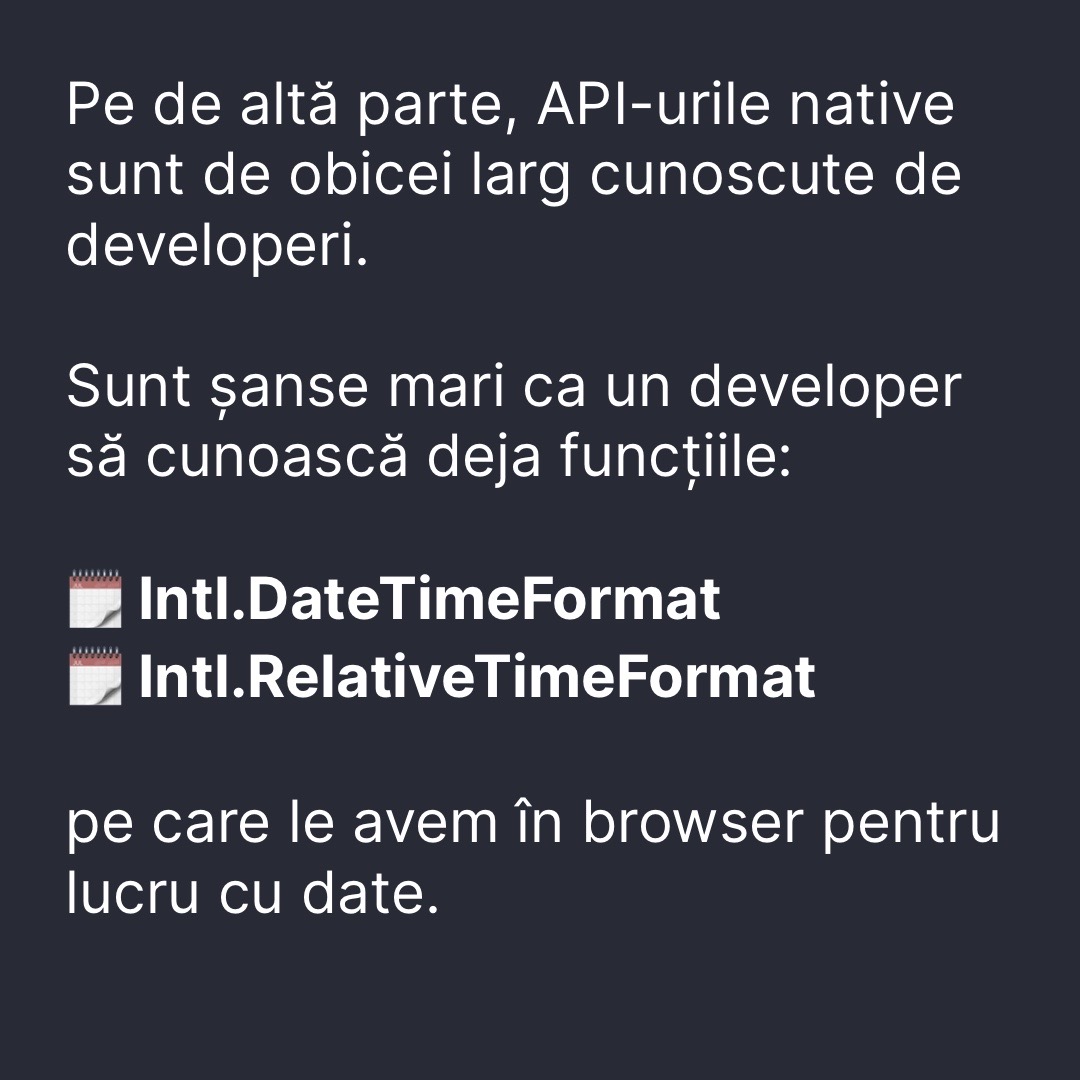 Pe de altă parte, API-urile native
sunt de obicei larg cunoscute de
developeri.
Sunt șanse mari ca un developer
să cunoască deja funcțiile:
Intl.DateTimeFormat
Intl.RelativeTimeFormat
pe care le avem în browser pentru
lucru cu date.